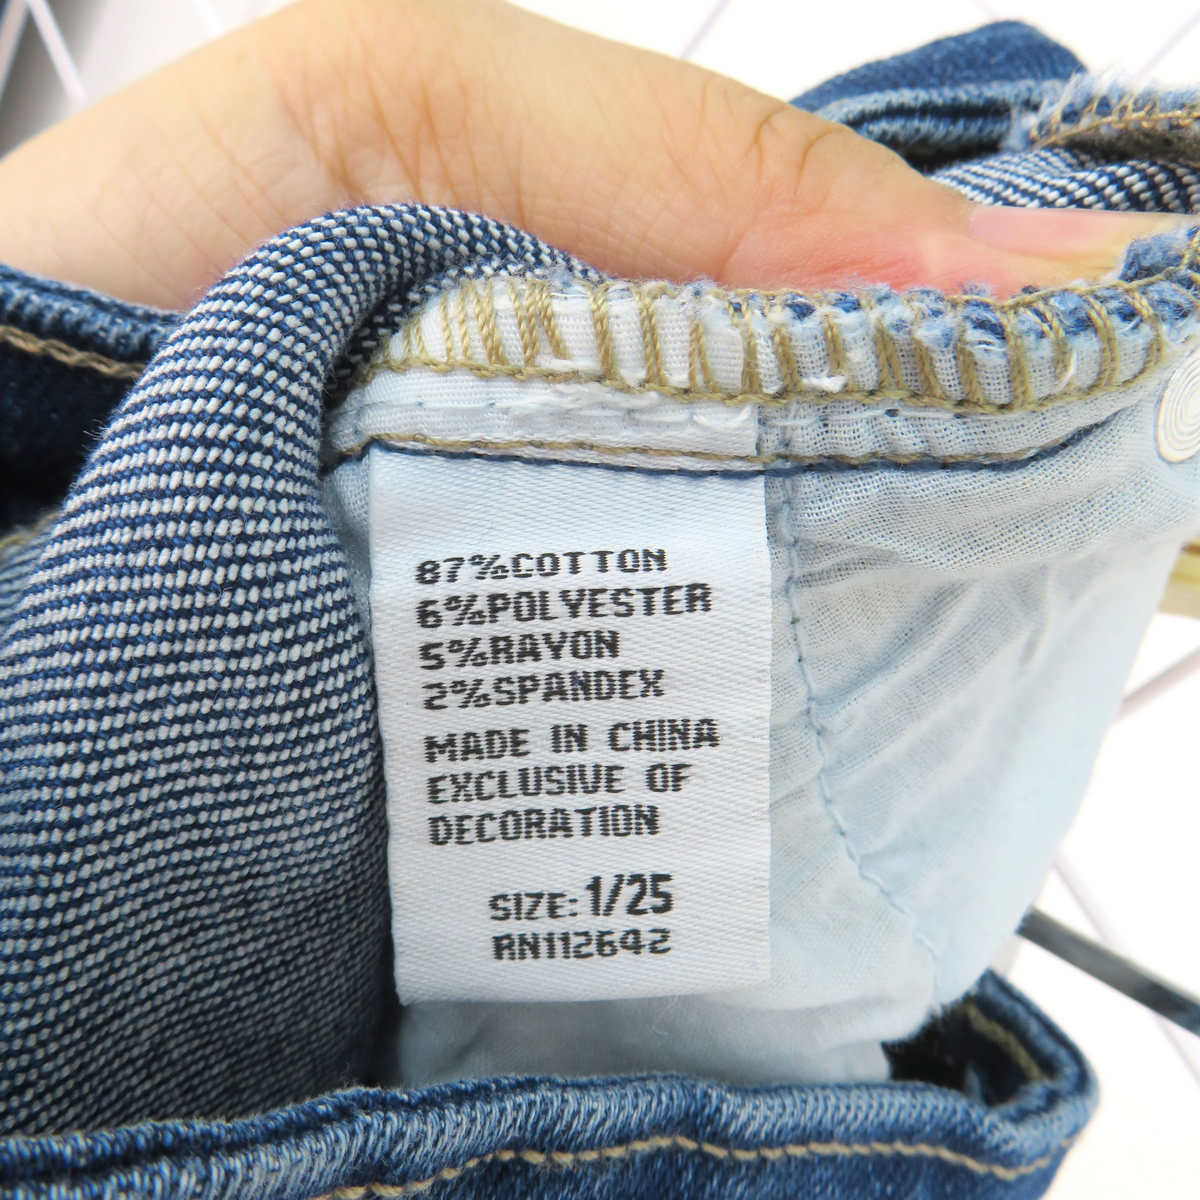 87%COTTON
6%POLYESTER
5%RAYON
2%SPANDEX
MADE IN CHINA
EXCLUSIVE OF
DECORATION
SIZE: 1/25
RN112642